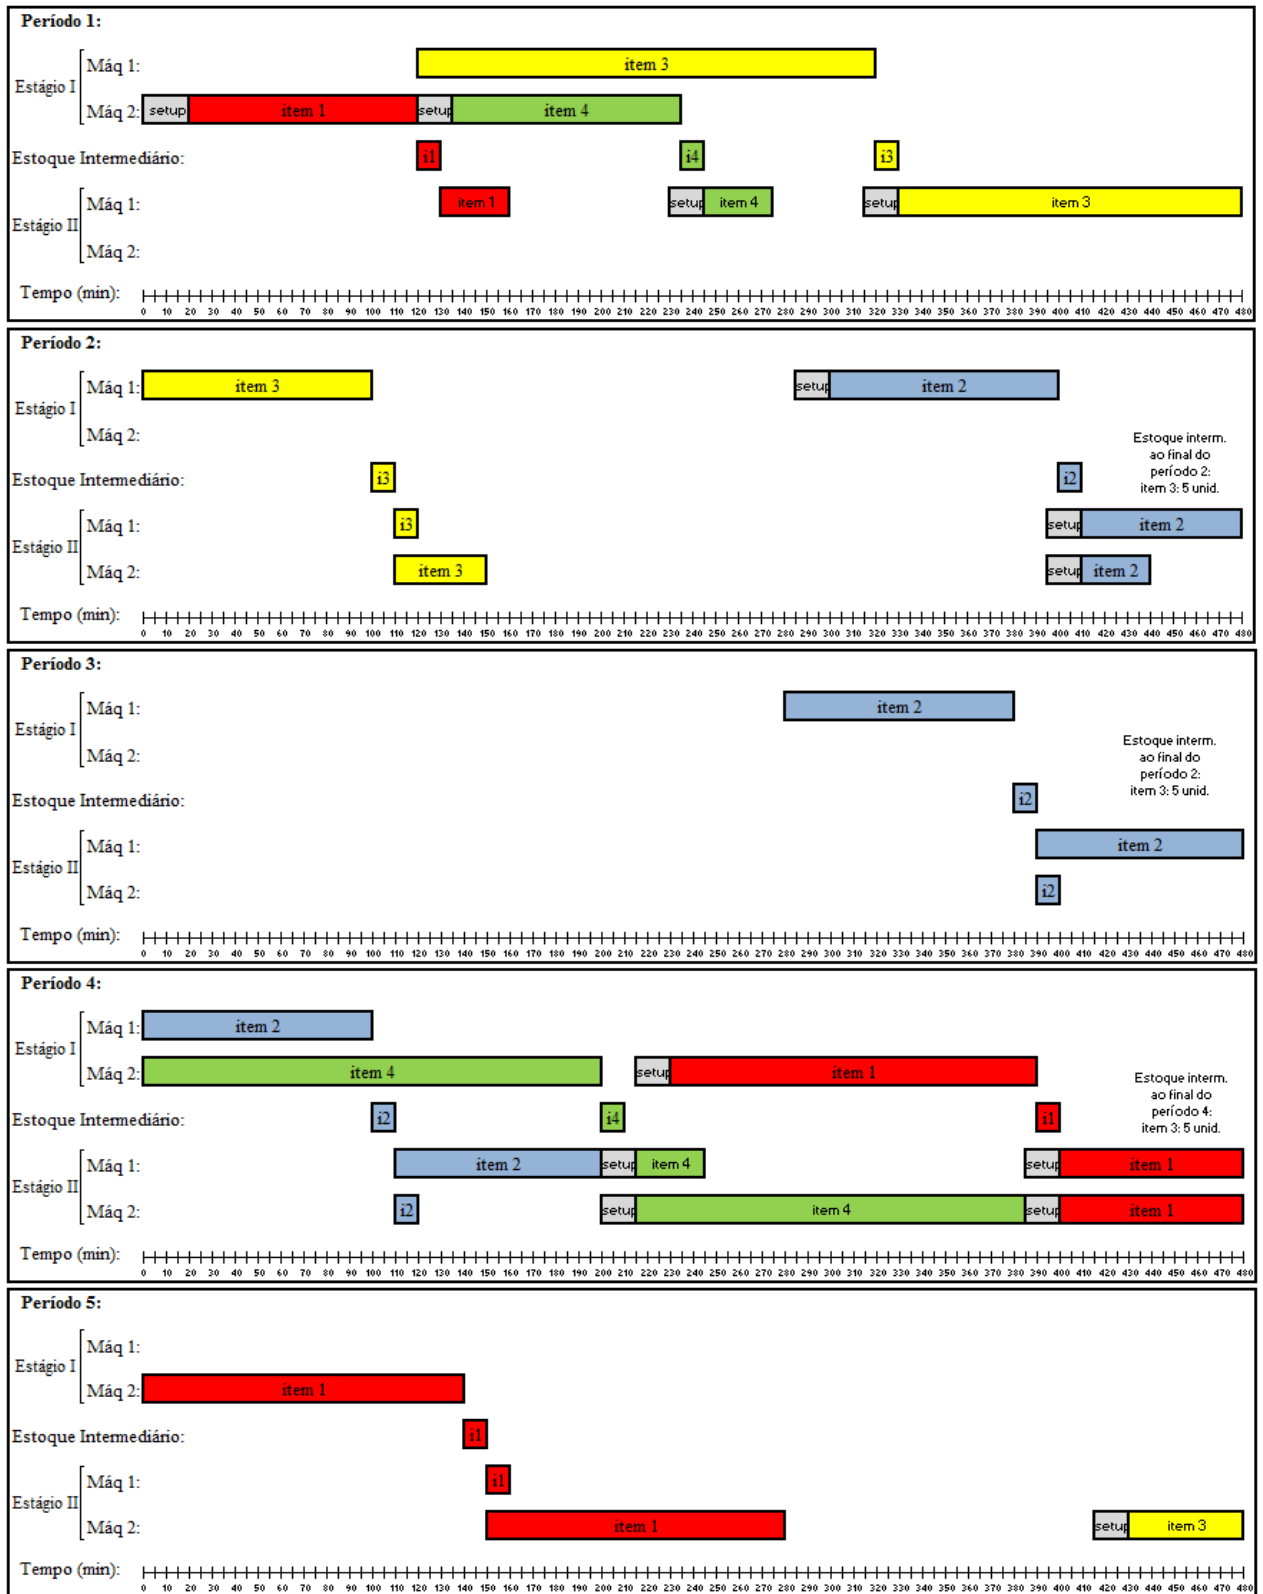 Período 1:
Estágio I
Máq 1:
item 3
Máq 2:
setup
item 1
setup
item 4
Estoque Intermediário:
i1
i4
i3
Estágio II
Máq 1:
item 1
setup
item 4
setup
item 3
Máq 2:
Tempo (min):
0 10 20 30 40 50 60 70 80 90 100 110 120 130 140 150 160 170 180 190 200 210 220 230 240 250 260 270 280 290 300 310 320 330 340 350 360 370 380 390 400 410 420 430 440 450 460 470 480
Período 2:
Estágio I
Máq 1:
item 3
setup
item 2
Máq 2:
Estoque interm.
ao final do
período 2:
item 3: 5 unid.
Estoque Intermediário:
i3
i2
Estágio II
Máq 1:
i3
setup
item 2
Máq 2:
item 3
setup
item 2
Tempo (min):
0 10 20 30 40 50 60 70 80 90 100 110 120 130 140 150 160 170 180 190 200 210 220 230 240 250 260 270 280 290 300 310 320 330 340 350 360 370 380 390 400 410 420 430 440 450 460 470 480
Período 3:
Estágio I
Máq 1:
item 2
Máq 2:
Estoque interm.
ao final do
período 2:
item 3: 5 unid.
Estoque Intermediário:
i2
Estágio II
Máq 1:
item 2
Máq 2:
i2
Tempo (min):
0 10 20 30 40 50 60 70 80 90 100 110 120 130 140 150 160 170 180 190 200 210 220 230 240 250 260 270 280 290 300 310 320 330 340 350 360 370 380 390 400 410 420 430 440 450 460 470 480
Período 4:
Estágio I
Máq 1:
item 2
Máq 2:
item 4
setup
item 1
Estoque interm.
ao final do
período 4:
item 3: 5 unid.
Estoque Intermediário:
i2
i4
i1
Estágio II
Máq 1:
item 2
setup
item 4
setup
item 1
Máq 2:
i2
setup
item 4
setup
item 1
Tempo (min):
0 10 20 30 40 50 60 70 80 90 100 110 120 130 140 150 160 170 180 190 200 210 220 230 240 250 260 270 280 290 300 310 320 330 340 350 360 370 380 390 400 410 420 430 440 450 460 470 480
Período 5:
Estágio I
Máq 1:
Máq 2:
item 1
Estoque Intermediário:
i1
Estágio II
Máq 1:
i1
Máq 2:
item 1
setup
item 3
Tempo (min):
0 10 20 30 40 50 60 70 80 90 100 110 120 130 140 150 160 170 180 190 200 210 220 230 240 250 260 270 280 290 300 310 320 330 340 350 360 370 380 390 400 410 420 430 440 450 460 470 480